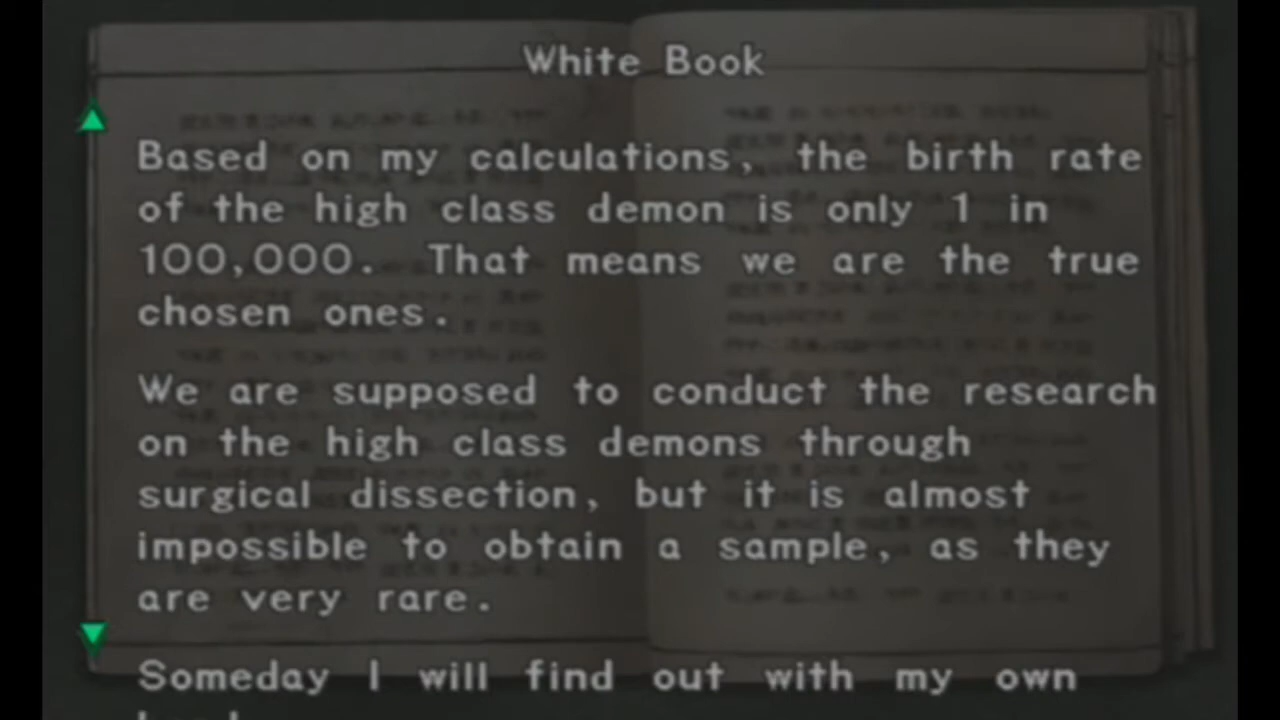 White Book
Based on my calculations, the birth rate
of the high class demon is only 1 in
100,000. That means we are the true
chosen ones.
We are supposed to conduct the research
on the high class demons through
surgical dissection, but it is almost
impossible to obtain a sample, as they
are very rare.
Someday I will find out with my own